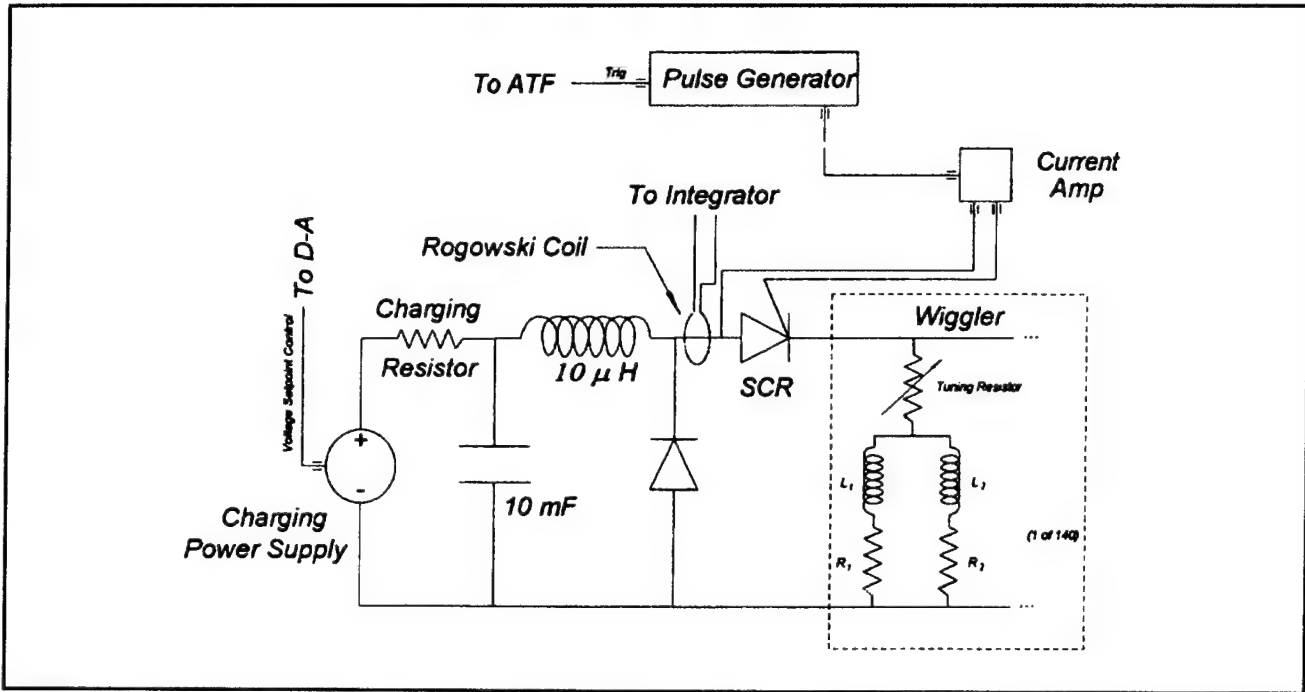 To ATF
Trig
Pulse Generator
Current
Amp
To Integrator
Rogowski Coil
To D-A
Voltage Setpoint Control
Charging
Resistor
10 μ H
SCR
Wiggler
...
Tuning Resistor
+
-
Charging
Power Supply
10 mF
L1
L2
R1
R2
(1 of 140)
...